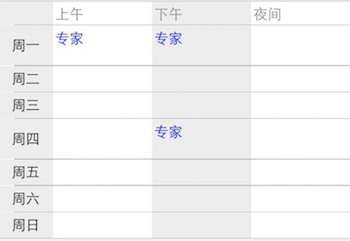 上午 下午 夜间
周一 专家 专家
周二
周三
周四 专家
周五
周六
周日